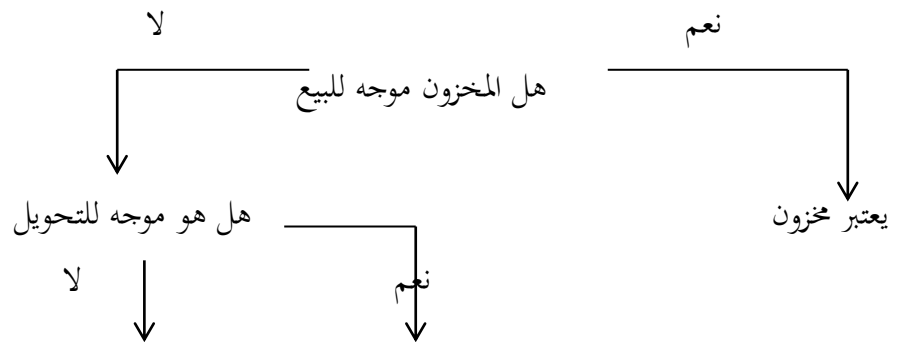 نعم
لا
هل المخزون موجه للبيع
يعتبر مخزون
هل هو موجه للتحويل
نعم
لا